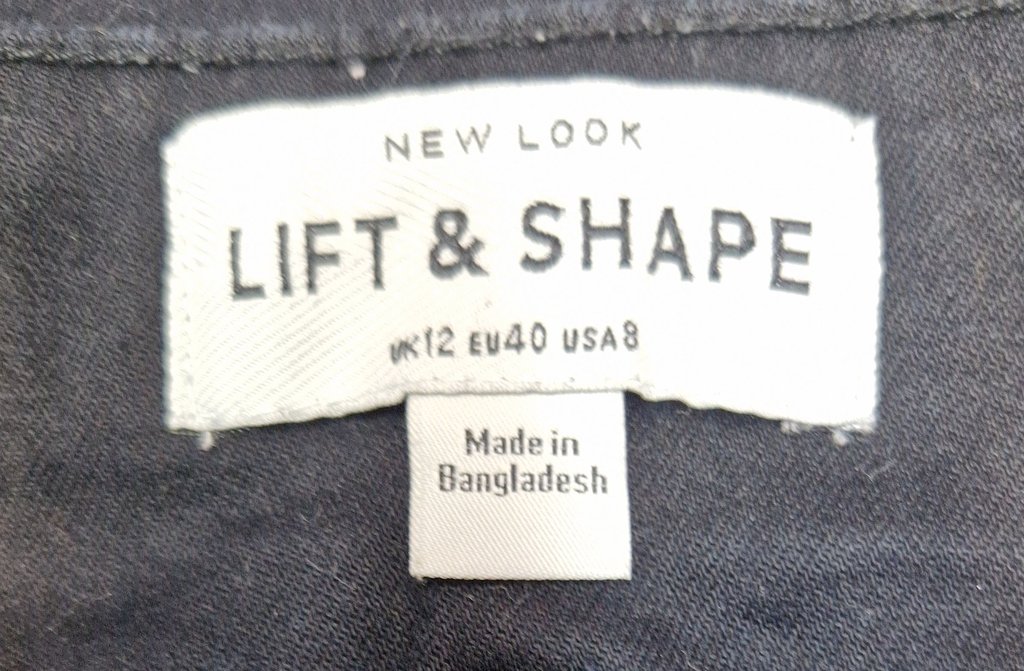 NEW LOOK
LIFT & SHAPE
UK12 EU40 USA8
Made in
Bangladesh